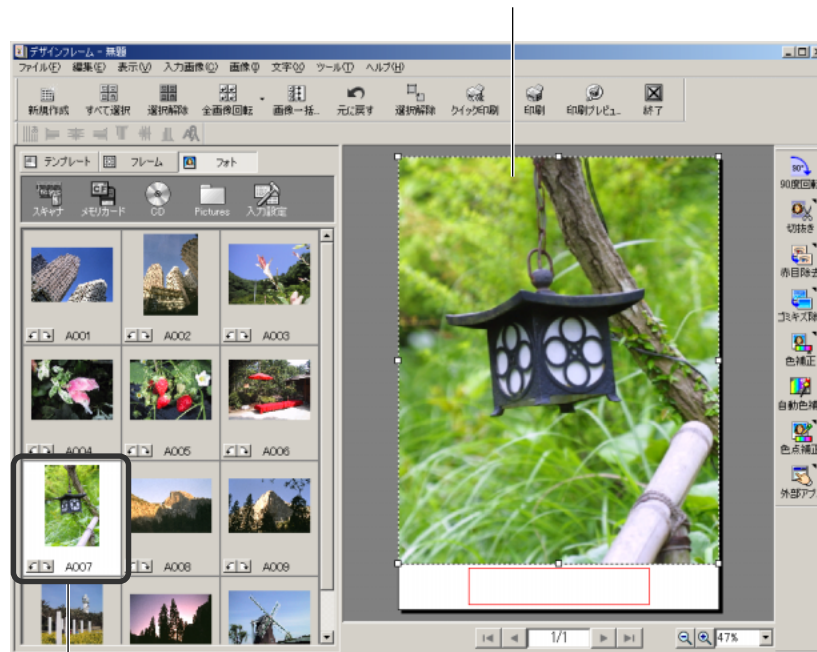 デザインフレーム - 無題
ファイル(F) 編集(E) 表示(V) 入力画像(C) 画像(I) 文字(X) ツール(T) ヘルプ(H)
新規作成 すべて選択 選択解除 全画像回転 画像一括... 元に戻す 選択解除 クイック印刷 印刷 印刷プレビュ... 終了
テンプレート フレーム フォト
スキャナ メモリカード CD Pictures 入力設定
A001 A002 A003
A004 A005 A006
A007 A008 A009
90°
90度回転
切抜き
赤目除去
ゴミキズ除
色補正
自動色補
色点補正
外部アプ
1/1 47%